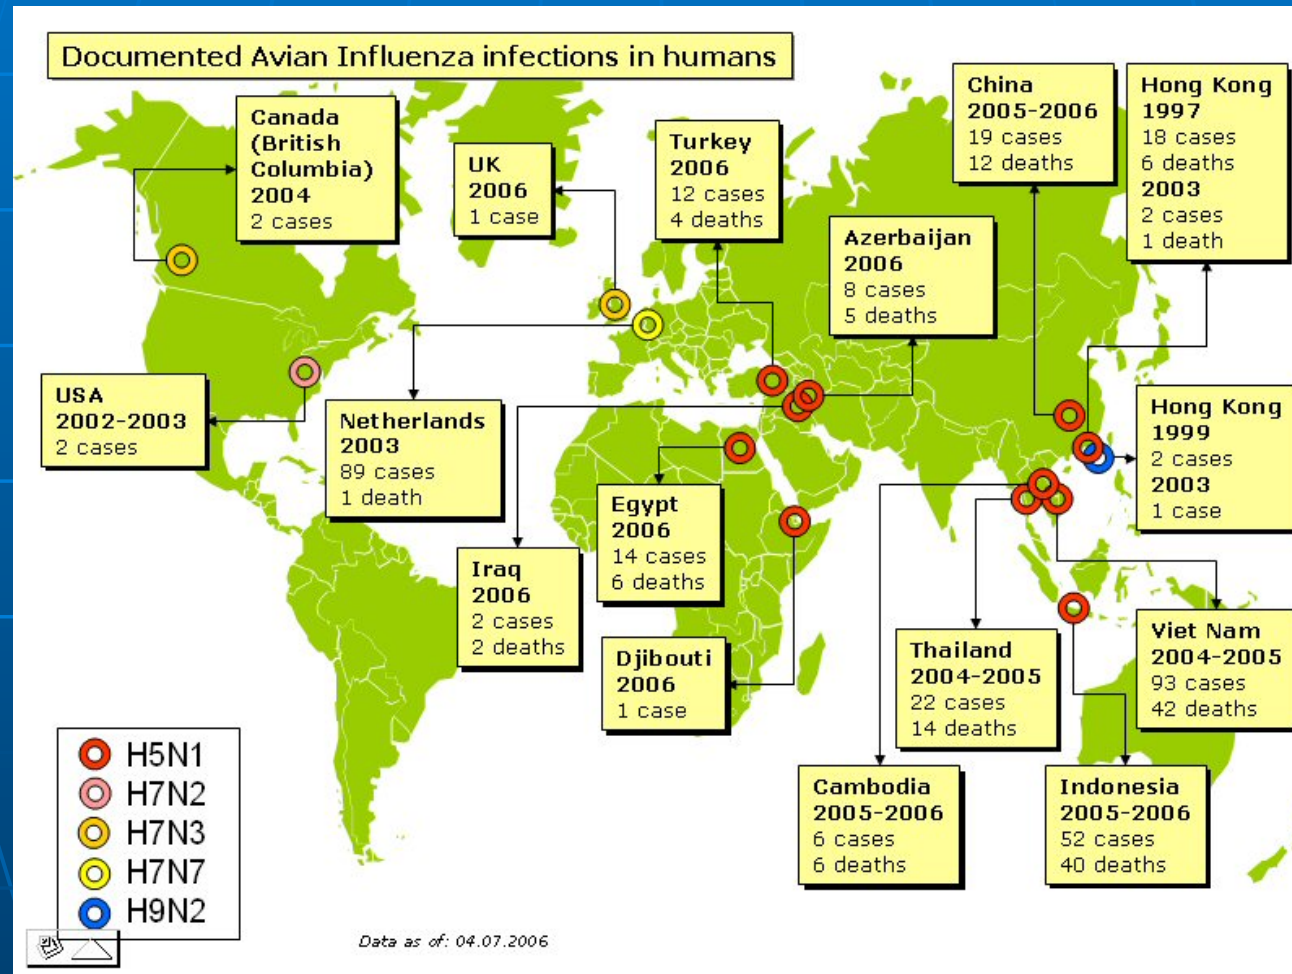 Documented Avian Influenza infections in humans
Canada
(British
Columbia)
2004
2 cases
UK
2006
1 case
Turkey
2006
12 cases
4 deaths
China
2005-2006
19 cases
12 deaths
Hong Kong
1997
18 cases
6 deaths
2003
2 cases
1 death
Azerbaijan
2006
8 cases
5 deaths
USA
2002-2003
2 cases
Netherlands
2003
89 cases
1 death
Hong Kong
1999
2 cases
2003
1 case
Egypt
2006
14 cases
6 deaths
Iraq
2006
2 cases
2 deaths
Djibouti
2006
1 case
Thailand
2004-2005
22 cases
14 deaths
Viet Nam
2004-2005
93 cases
42 deaths
Cambodia
2005-2006
6 cases
6 deaths
Indonesia
2005-2006
52 cases
40 deaths
H5N1
H7N2
H7N3
H7N7
H9N2
Data as of: 04.07.2006